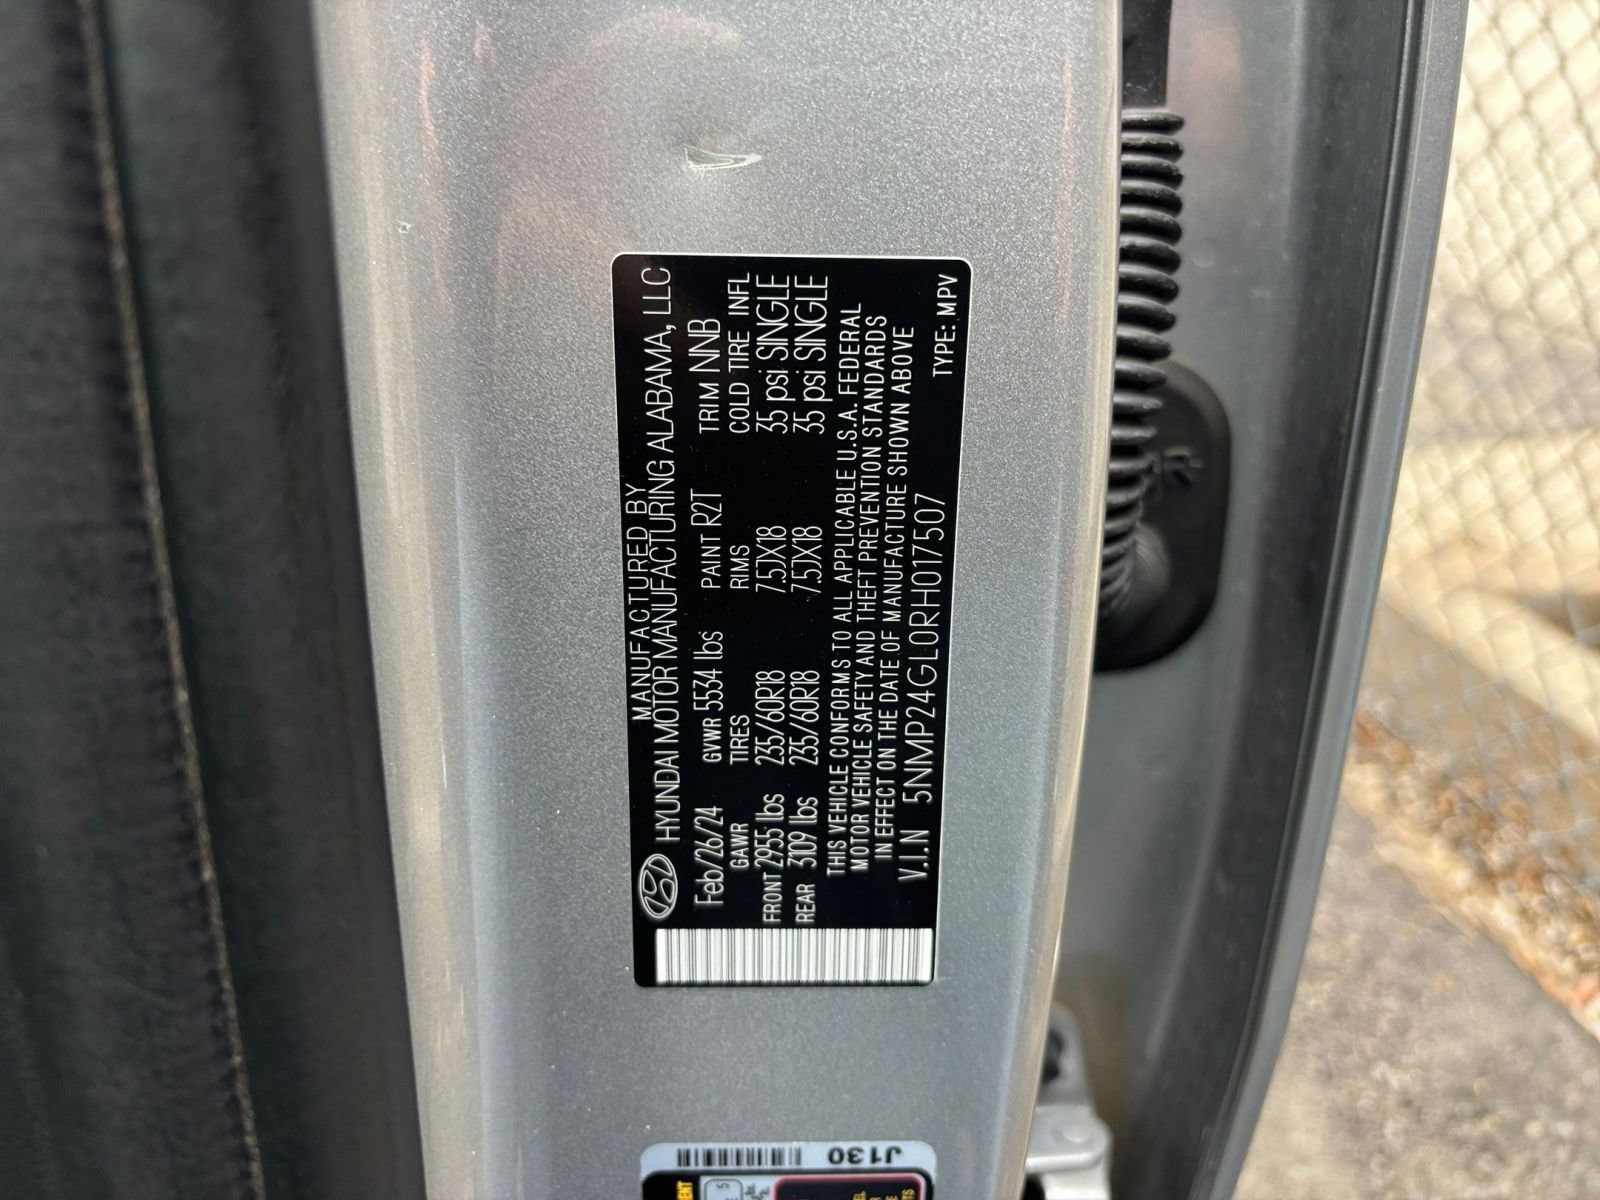 MANUFACTURED BY
HYUNDAI MOTOR MANUFACTURING ALABAMA, LLC
Feb/26/24 GVWR 5534 lbs PAINT R2T TRIM NNB
GAWR TIRES RIMS COLD TIRE INFL
FRONT 2955 lbs 235/60R18 7.5JX18 35 psi SINGLE
REAR 3109 lbs 235/60R18 7.5JX18 35 psi SINGLE
THIS VEHICLE CONFORMS TO ALL APPLICABLE U.S.A. FEDERAL
MOTOR VEHICLE SAFETY AND THEFT PREVENTION STANDARDS
IN EFFECT ON THE DATE OF MANUFACTURE SHOWN ABOVE
V.I.N 5NMP24GL0RH017507
TYPE: MPV
J130